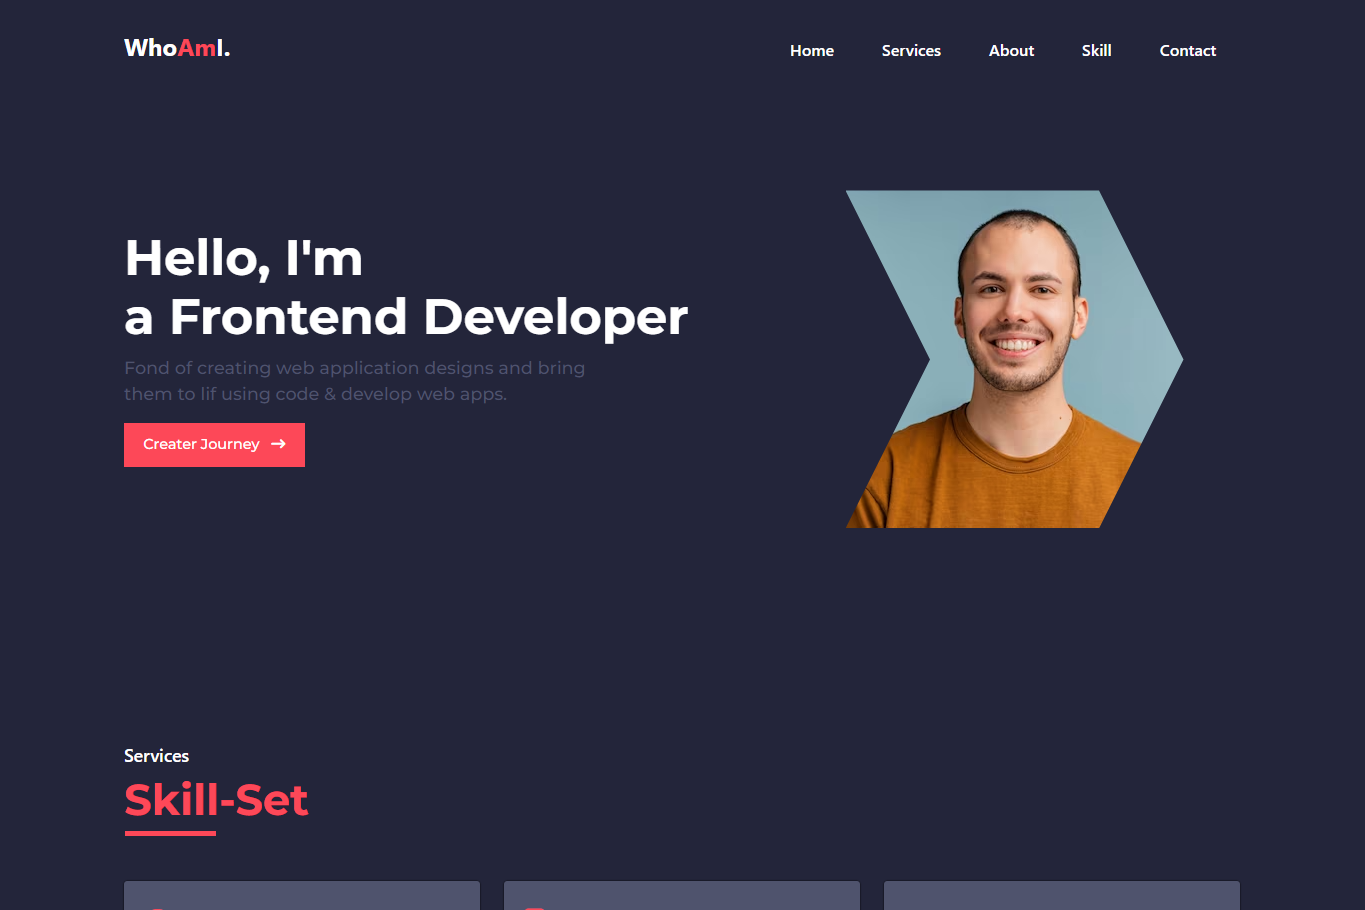 WhoAmI.
Home Services About Skill Contact
Hello, I'm
a Frontend Developer
Fond of creating web application designs and bring
them to lif using code & develop web apps.
Creater Journey →
Services
Skill-Set